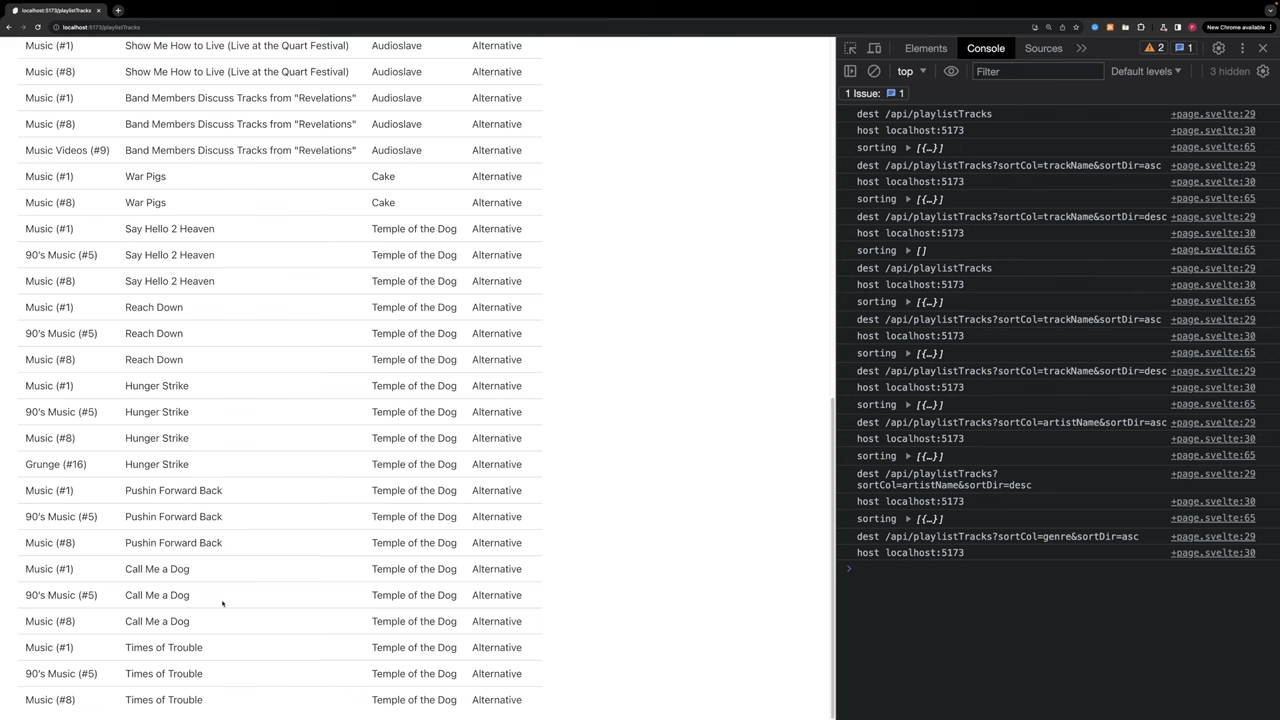 localhost:5173/playlistTracks
localhost:5173/playlistTracks
New Chrome available
Music (#1) Show Me How to Live (Live at the Quart Festival) Audioslave Alternative
Music (#8) Show Me How to Live (Live at the Quart Festival) Audioslave Alternative
Music (#1) Band Members Discuss Tracks from "Revelations" Audioslave Alternative
Music (#8) Band Members Discuss Tracks from "Revelations" Audioslave Alternative
Music Videos (#9) Band Members Discuss Tracks from "Revelations" Audioslave Alternative
Music (#1) War Pigs Cake Alternative
Music (#8) War Pigs Cake Alternative
Music (#1) Say Hello 2 Heaven Temple of the Dog Alternative
90's Music (#5) Say Hello 2 Heaven Temple of the Dog Alternative
Music (#8) Say Hello 2 Heaven Temple of the Dog Alternative
Music (#1) Reach Down Temple of the Dog Alternative
90's Music (#5) Reach Down Temple of the Dog Alternative
Music (#8) Reach Down Temple of the Dog Alternative
Music (#1) Hunger Strike Temple of the Dog Alternative
90's Music (#5) Hunger Strike Temple of the Dog Alternative
Music (#8) Hunger Strike Temple of the Dog Alternative
Grunge (#16) Hunger Strike Temple of the Dog Alternative
Music (#1) Pushin Forward Back Temple of the Dog Alternative
90's Music (#5) Pushin Forward Back Temple of the Dog Alternative
Music (#8) Pushin Forward Back Temple of the Dog Alternative
Music (#1) Call Me a Dog Temple of the Dog Alternative
90's Music (#5) Call Me a Dog Temple of the Dog Alternative
Music (#8) Call Me a Dog Temple of the Dog Alternative
Music (#1) Times of Trouble Temple of the Dog Alternative
90's Music (#5) Times of Trouble Temple of the Dog Alternative
Music (#8) Times of Trouble Temple of the Dog Alternative
Elements Console Sources 2 1
top Filter Default levels 3 hidden
1 Issue: 1
dest /api/playlistTracks +page.svelte:29
host localhost:5173 +page.svelte:30
sorting [{…}] +page.svelte:65
dest /api/playlistTracks?sortCol=trackName&sortDir=asc +page.svelte:29
host localhost:5173 +page.svelte:30
sorting [{…}] +page.svelte:65
dest /api/playlistTracks?sortCol=trackName&sortDir=desc +page.svelte:29
host localhost:5173 +page.svelte:30
sorting [] +page.svelte:65
dest /api/playlistTracks +page.svelte:29
host localhost:5173 +page.svelte:30
sorting [{…}] +page.svelte:65
dest /api/playlistTracks?sortCol=trackName&sortDir=asc +page.svelte:29
host localhost:5173 +page.svelte:30
sorting [{…}] +page.svelte:65
dest /api/playlistTracks?sortCol=trackName&sortDir=desc +page.svelte:29
host localhost:5173 +page.svelte:30
sorting [{…}] +page.svelte:65
dest /api/playlistTracks?sortCol=artistName&sortDir=asc +page.svelte:29
host localhost:5173 +page.svelte:30
sorting [{…}] +page.svelte:65
dest /api/playlistTracks? +page.svelte:29
sortCol=artistName&sortDir=desc
host localhost:5173 +page.svelte:30
sorting [{…}] +page.svelte:65
dest /api/playlistTracks?sortCol=genre&sortDir=asc +page.svelte:29
host localhost:5173 +page.svelte:30